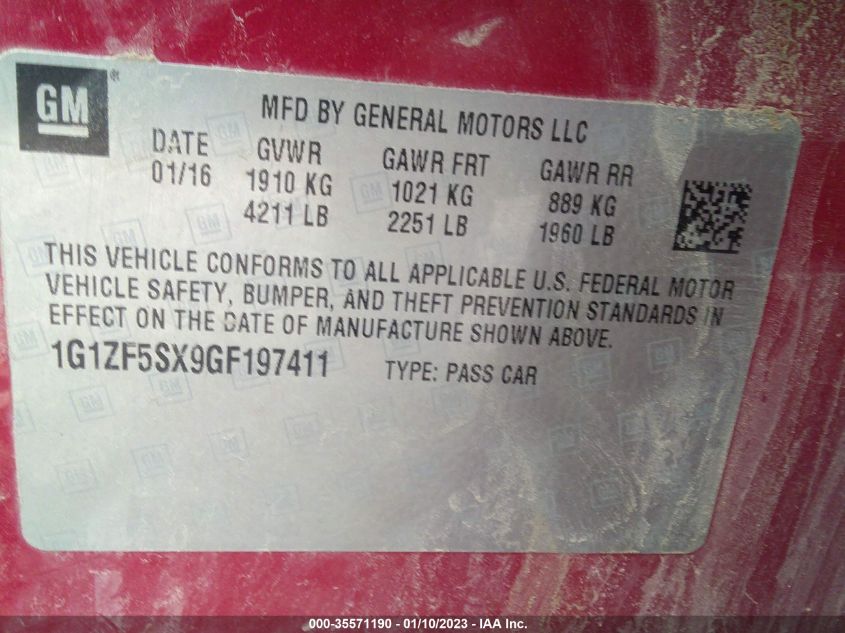 GM®
MFD BY GENERAL MOTORS LLC
DATE GVWR GAWR FRT GAWR RR
01/16 1910 KG 1021 KG 889 KG
4211 LB 2251 LB 1960 LB
THIS VEHICLE CONFORMS TO ALL APPLICABLE U.S. FEDERAL MOTOR
VEHICLE SAFETY, BUMPER, AND THEFT PREVENTION STANDARDS IN
EFFECT ON THE DATE OF MANUFACTURE SHOWN ABOVE.
1G1ZF5SX9GF197411 TYPE: PASS CAR
000-35571190 - 01/10/2023 - IAA Inc.